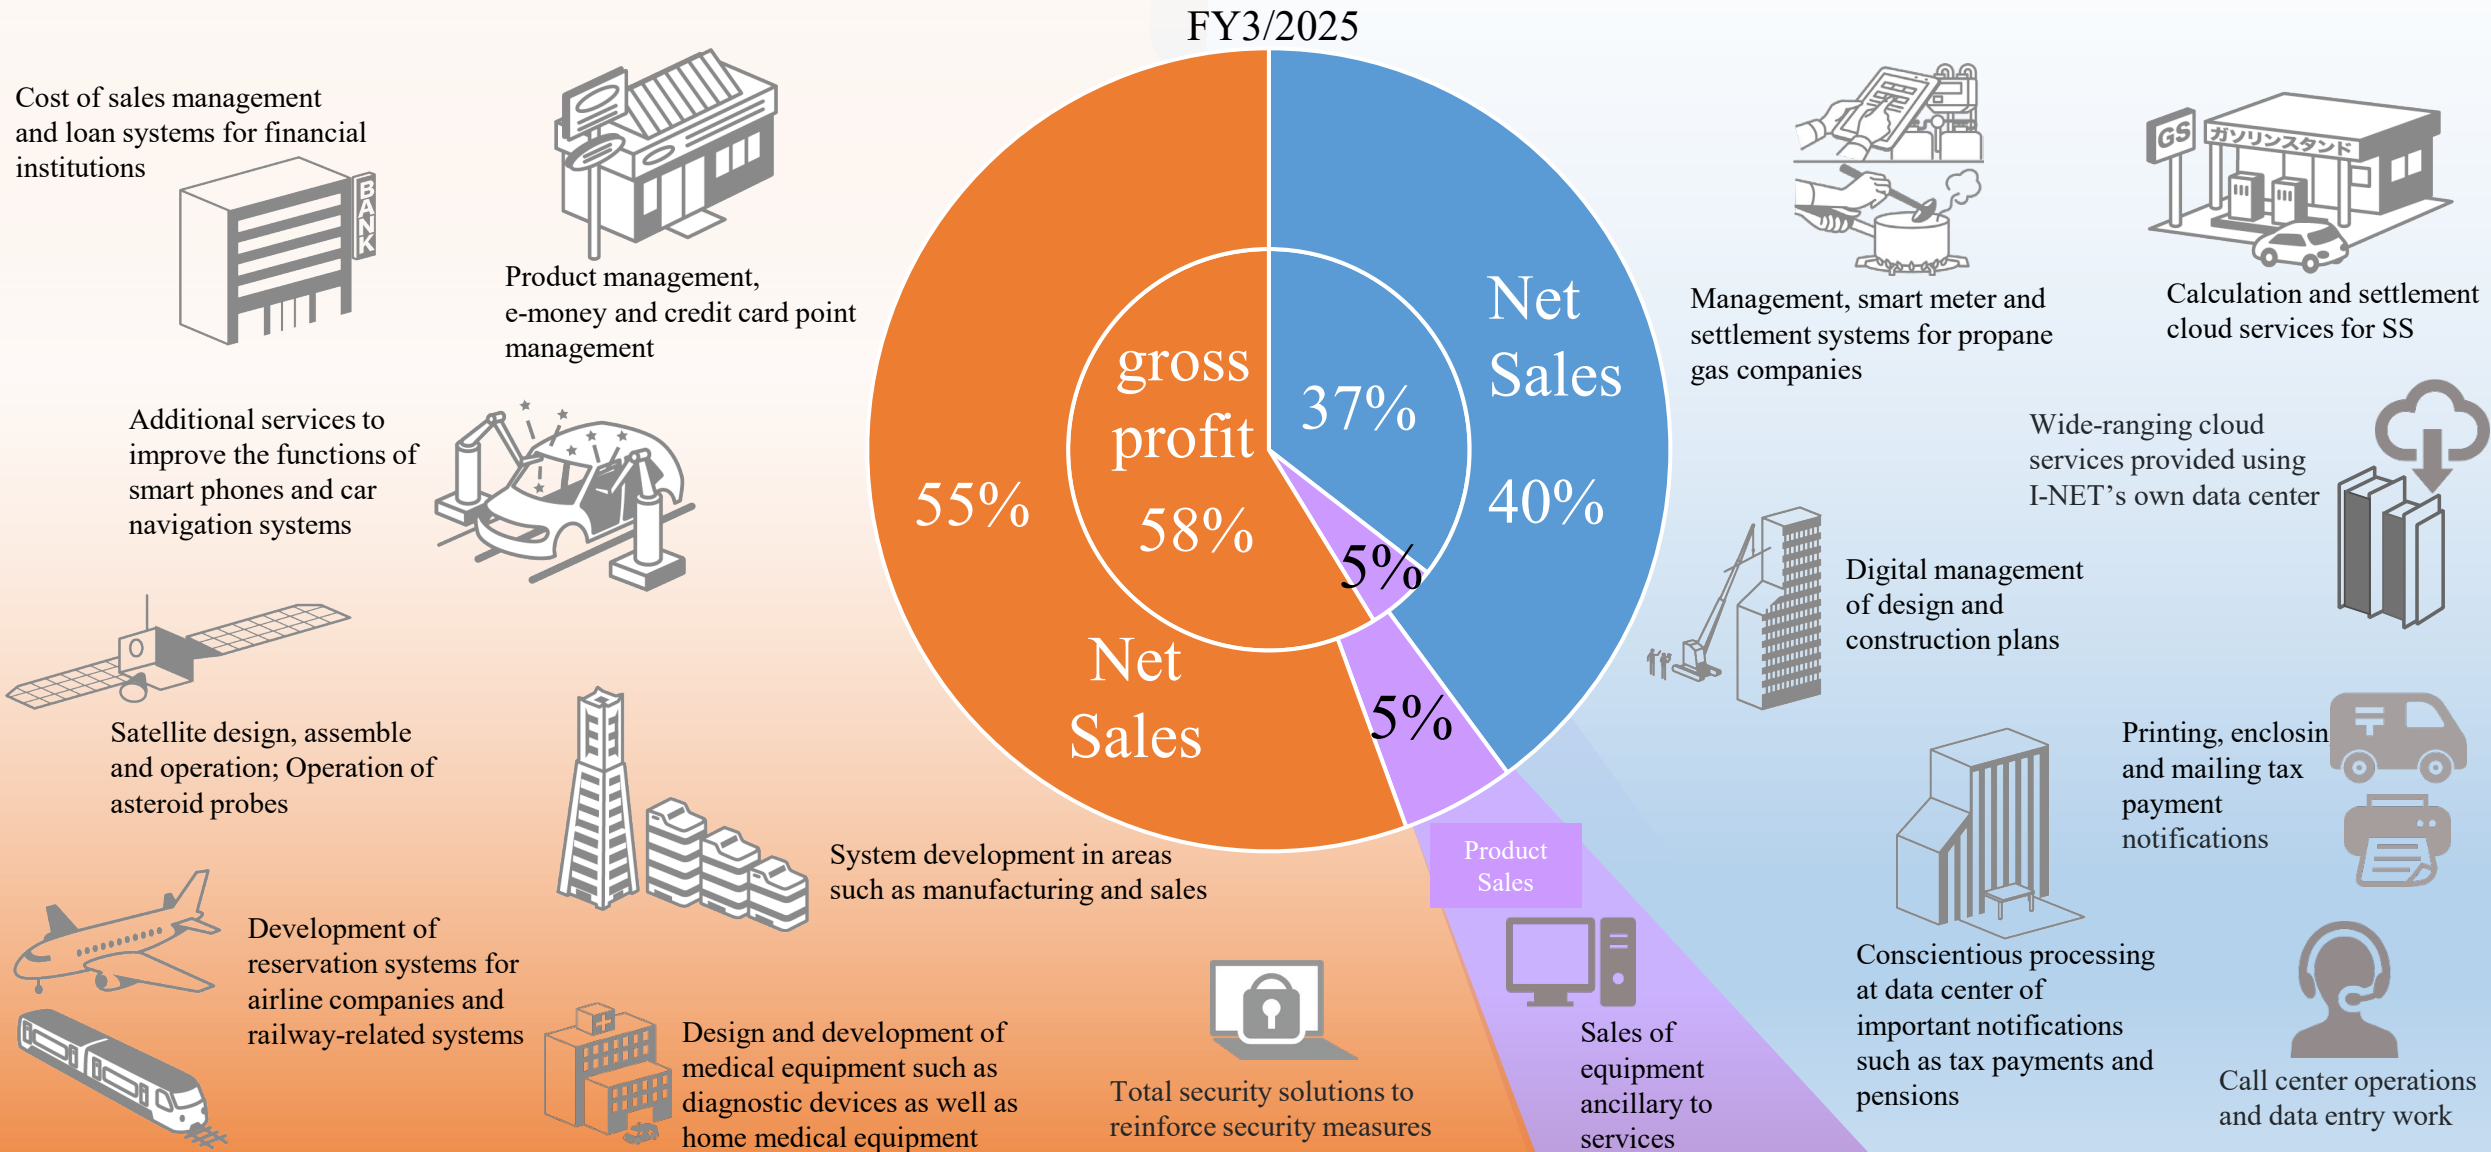 FY3/2025
Cost of sales management
and loan systems for financial
institutions
BANK
Product management,
e-money and credit card point
management
Additional services to
improve the functions of
smart phones and car
navigation systems
Satellite design, assemble
and operation; Operation of
asteroid probes
System development in areas
such as manufacturing and sales
Development of
reservation systems for
airline companies and
railway-related systems
Design and development of
medical equipment such as
diagnostic devices as well as
home medical equipment
Total security solutions to
reinforce security measures
gross
profit
58%
37%
5%
55%
Net
Sales
Net
Sales
40%
5%
Product
Sales
Sales of
equipment
ancillary to
services
Management, smart meter and
settlement systems for propane
gas companies
GS
ガソリンスタンド
Calculation and settlement
cloud services for SS
Wide-ranging cloud
services provided using
I-NET’s own data center
Digital management
of design and
construction plans
Printing, enclosin
and mailing tax
payment
notifications
Conscientious processing
at data center of
important notifications
such as tax payments and
pensions
Call center operations
and data entry work